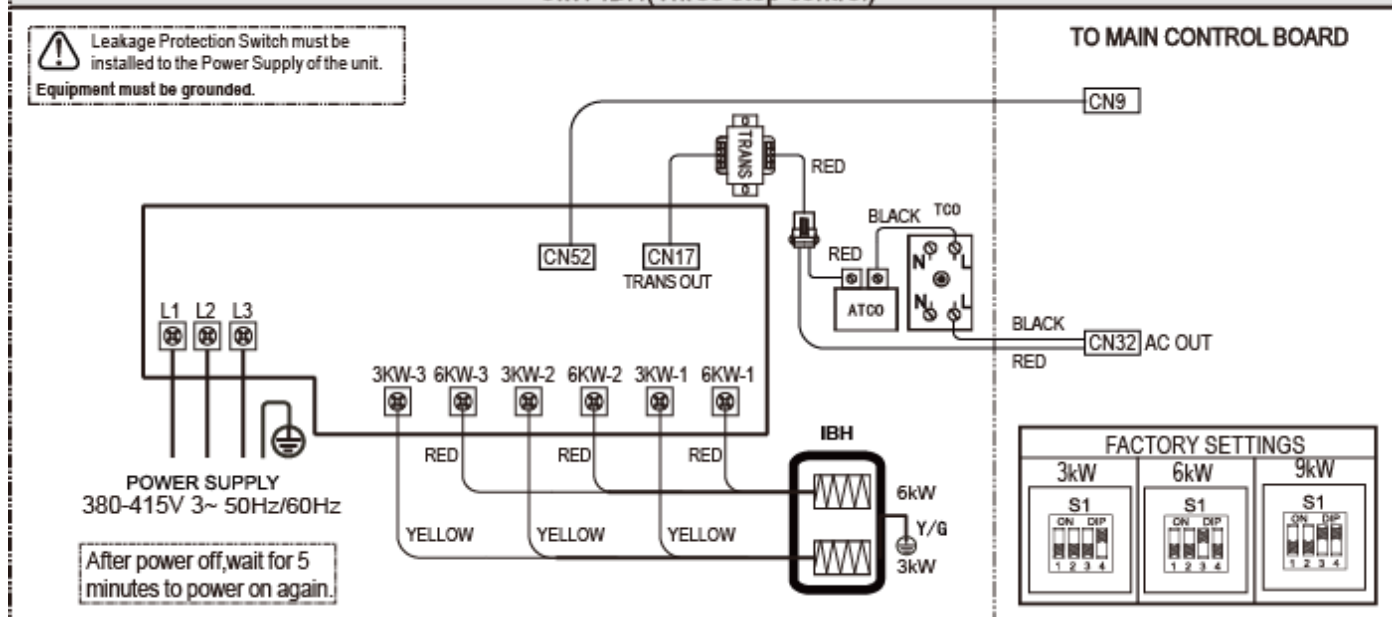 Leakage Protection Switch must be
installed to the Power Supply of the unit.
Equipment must be grounded.
TO MAIN CONTROL BOARD
CN9
TRANS
RED
BLACK TCO
RED
N L
N L
ATCO
CN52
CN17
TRANS OUT
BLACK
CN32 AC OUT
RED
L1 L2 L3
3KW-3 6KW-3 3KW-2 6KW-2 3KW-1 6KW-1
RED RED RED
YELLOW YELLOW YELLOW
IBH
6kW
Y/G
3kW
POWER SUPPLY
380-415V 3~ 50Hz/60Hz
After power off,wait for 5
minutes to power on again.
FACTORY SETTINGS
3kW 6kW 9kW
S1 S1 S1
ON DIP ON DIP ON DIP
1 2 3 4 1 2 3 4 1 2 3 4